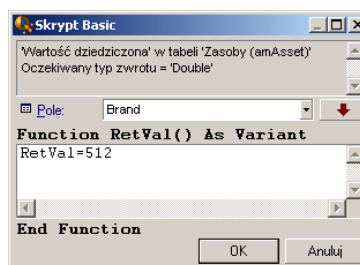 Skrypt Basic
'Wartość dziedziczona' w tabeli 'Zasoby (amAsset)'
Oczekiwany typ zwrotu = 'Double'
Pole: Brand
Function RetVal() As Variant
RetVal=512
End Function
OK Anuluj